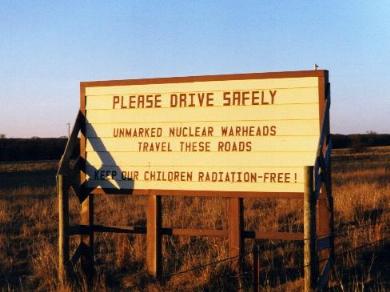 PLEASE DRIVE SAFELY
UNMARKED NUCLEAR WARHEADS
TRAVEL THESE ROADS
KEEP OUR CHILDREN RADIATION-FREE!